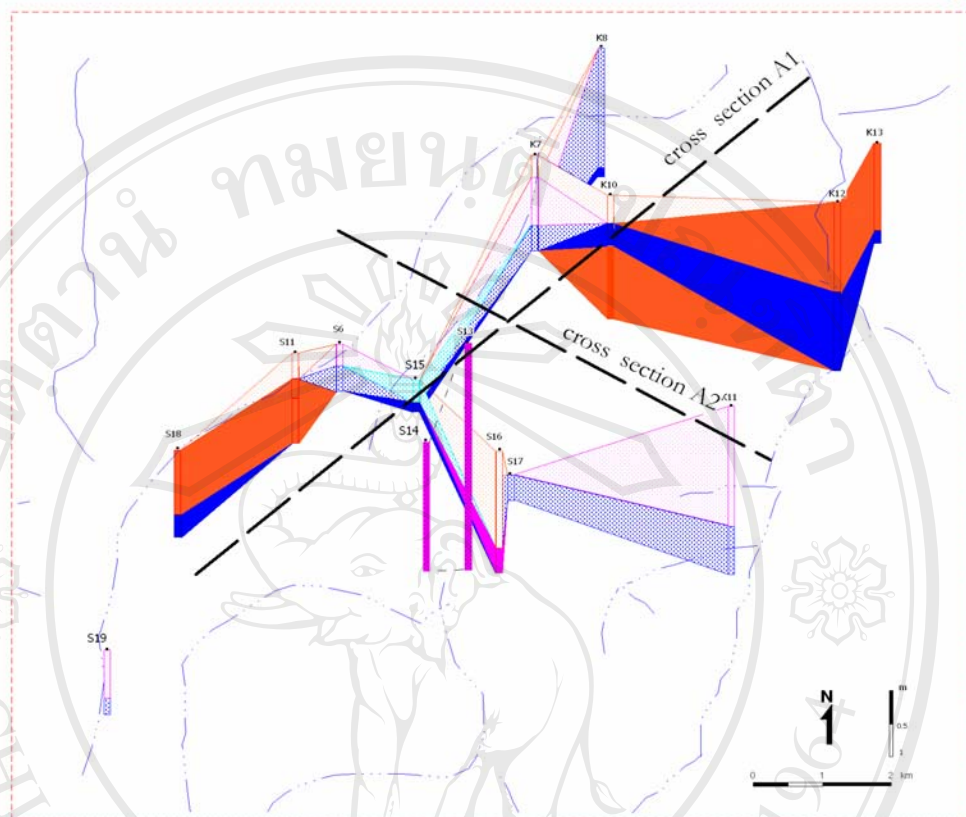 K8
cross section A1
K13
K7
K10
K12
S6
S13
S11
cross section A2
S15
K11
S14
S18
S16
S17
S19
N
m
0.5
1
0 1 2 km